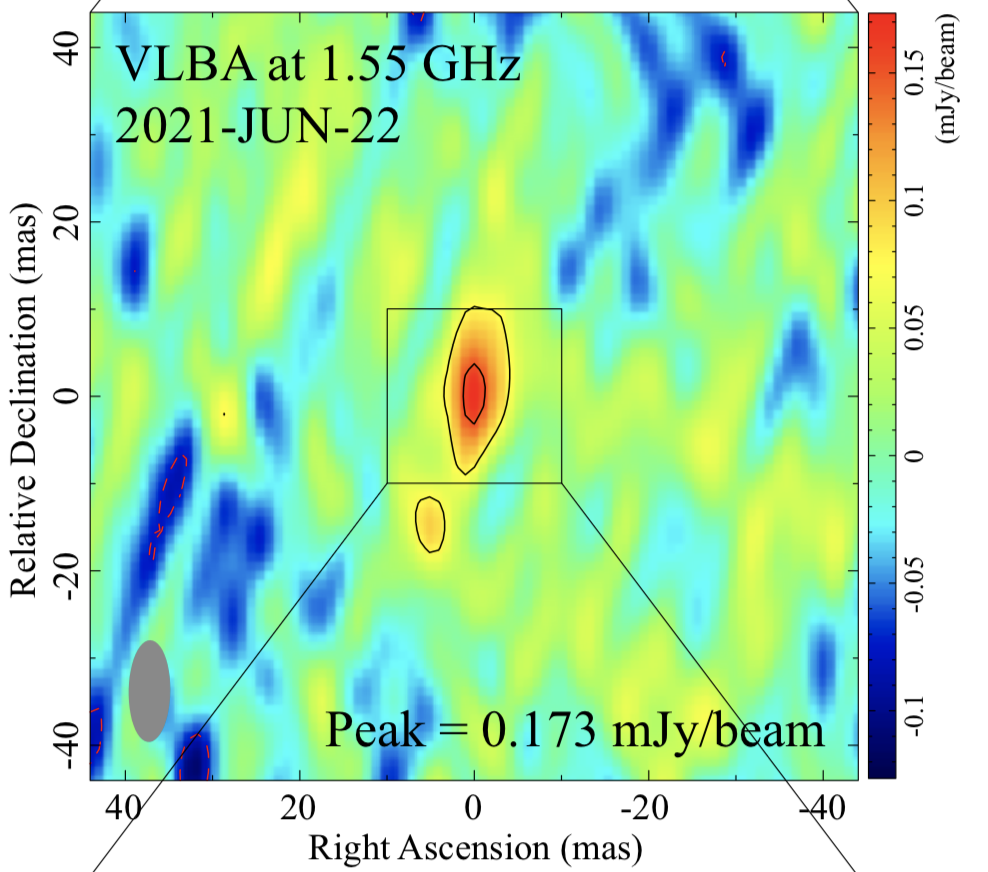 VLBA at 1.55 GHz
2021-JUN-22
Peak = 0.173 mJy/beam
Relative Declination (mas)
40
20
0
-20
-40
40 20 0 -20 -40
Right Ascension (mas)
(mJy/beam)
0.15
0.1
0.05
0
-0.05
-0.1